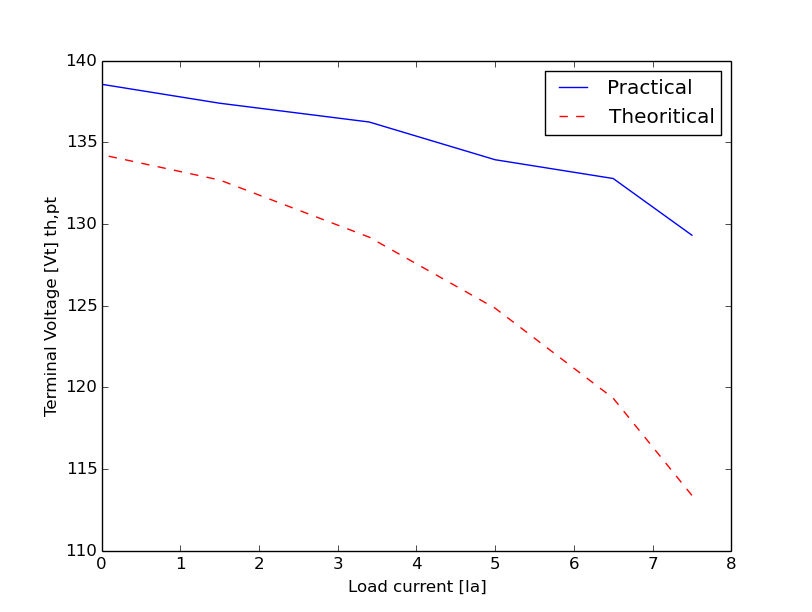 140
135
130
125
120
115
110
0 1 2 3 4 5 6 7 8
Terminal Voltage [Vt] th,pt
Load current [Ia]
Practical
Theoritical